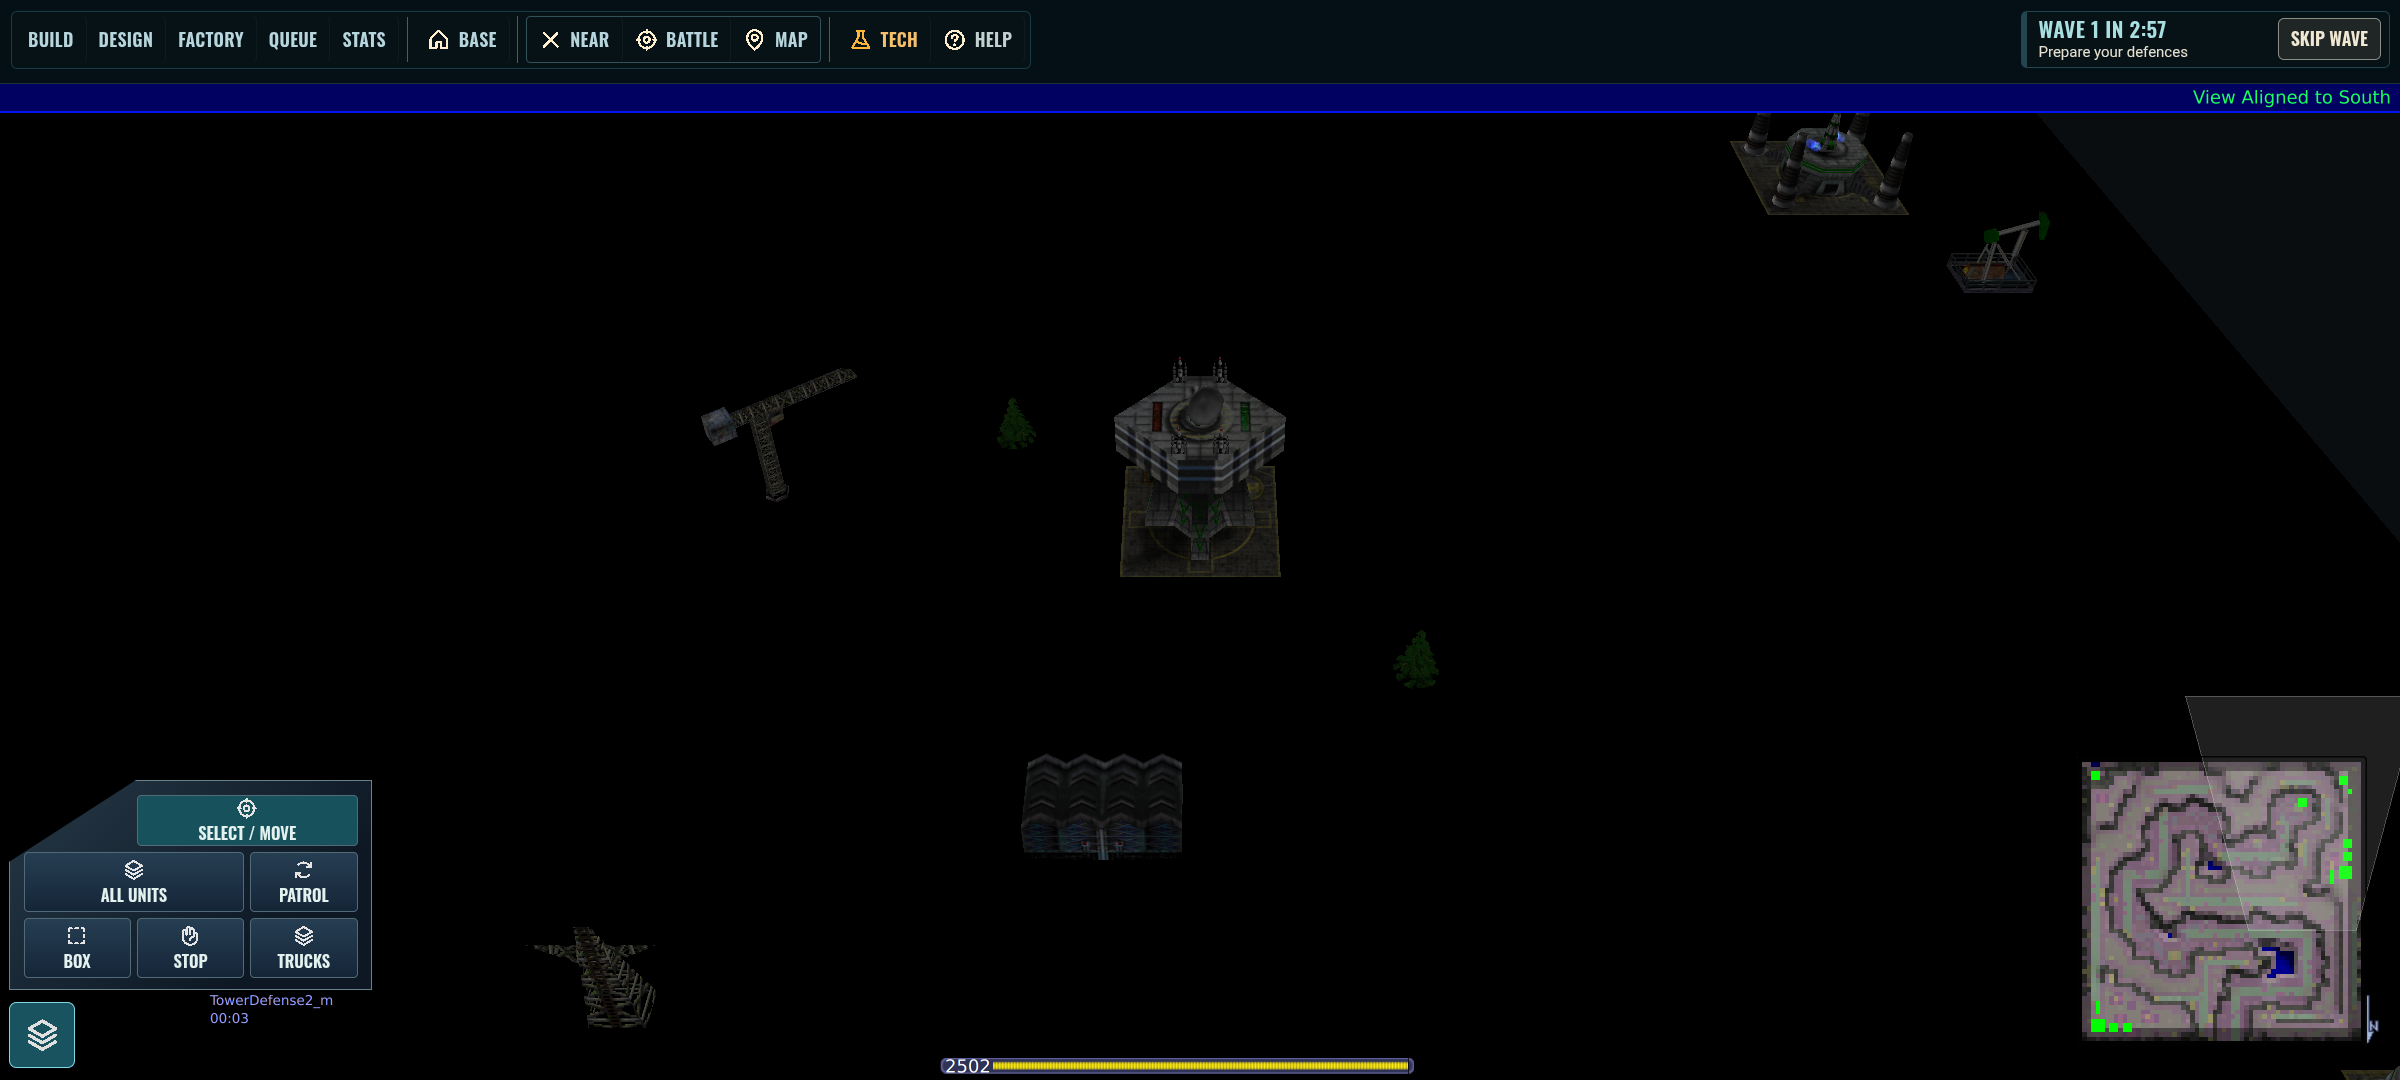 BUILD DESIGN FACTORY QUEUE STATS BASE NEAR BATTLE MAP TECH HELP
WAVE 1 IN 2:57
Prepare your defences
SKIP WAVE
View Aligned to South
SELECT / MOVE
ALL UNITS PATROL
BOX STOP TRUCKS
TowerDefense2_m
00:03
N
2502